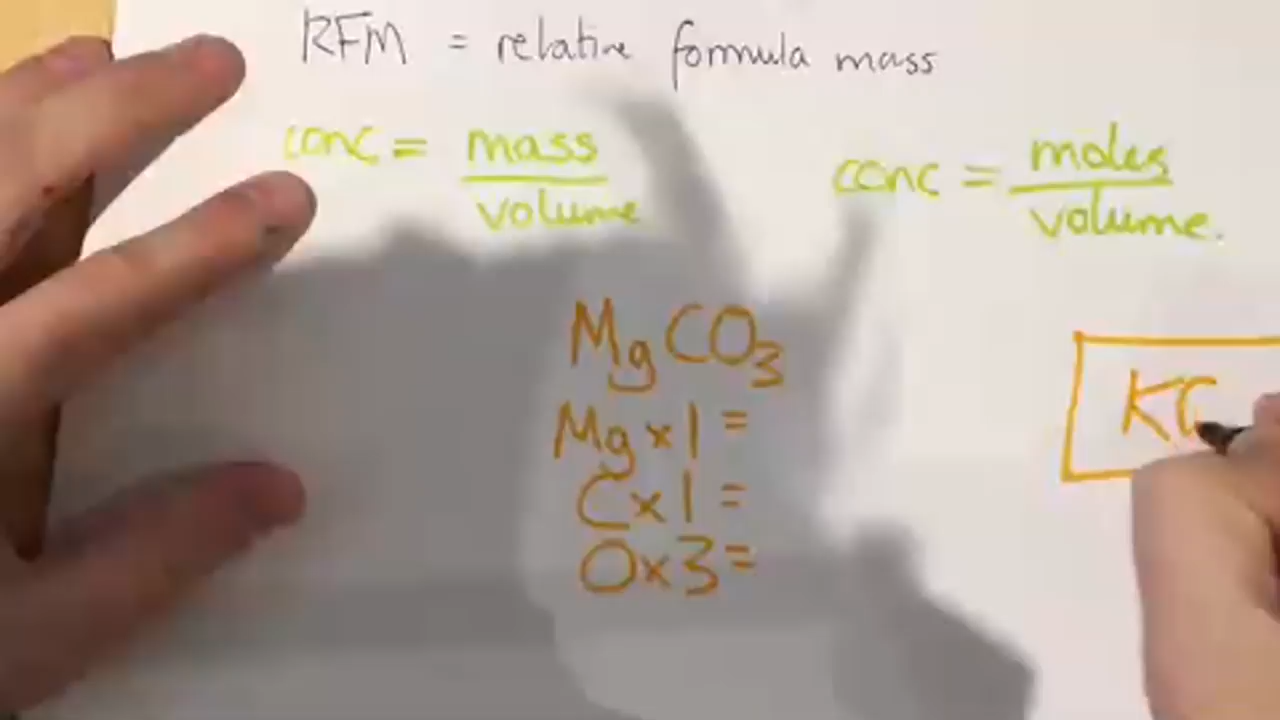 RFM = relative formula mass
conc = mass / volume
conc = moles / volume.
MgCO₃
Mg x 1 =
C x 1 =
O x 3 =